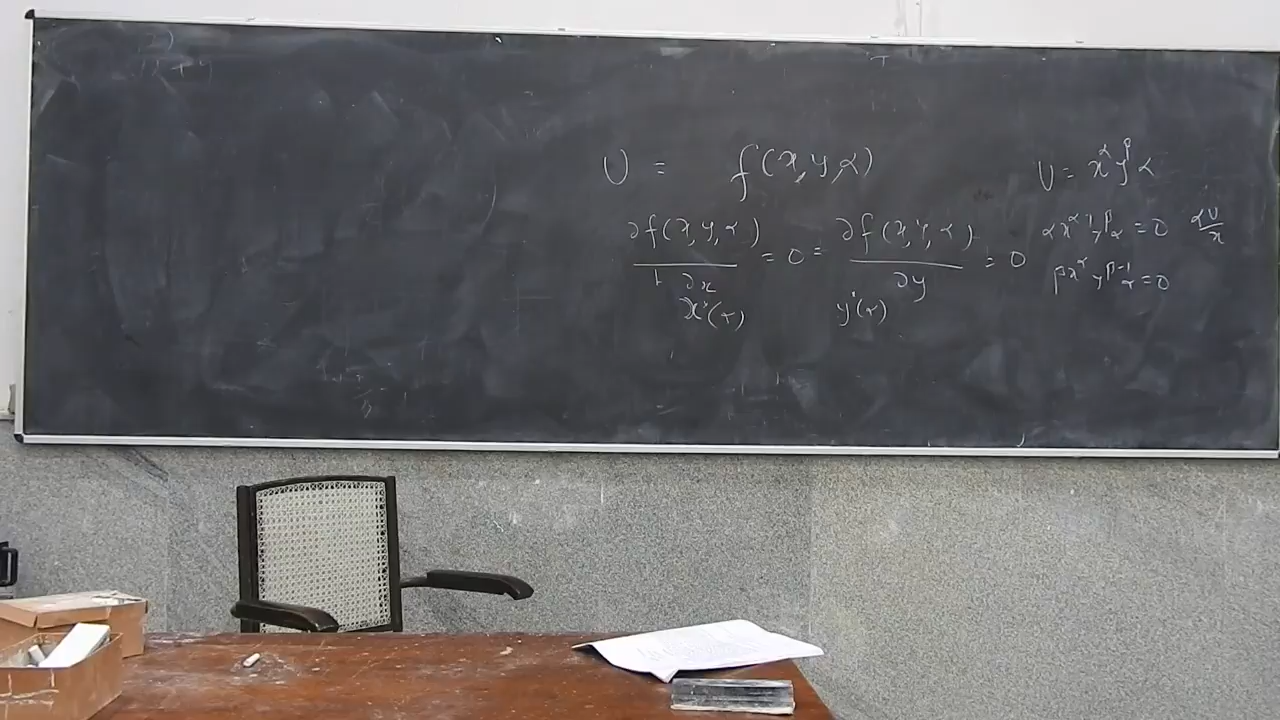 U = f(x, y, α)
∂f(x, y, α) / ∂x = 0 = ∂f(x, y, α) / ∂y = 0
x*(α) y*(α)
U = x^α y^β α
α x^(α-1) y^β α = 0 αU/x
β x^α y^(β-1) α = 0